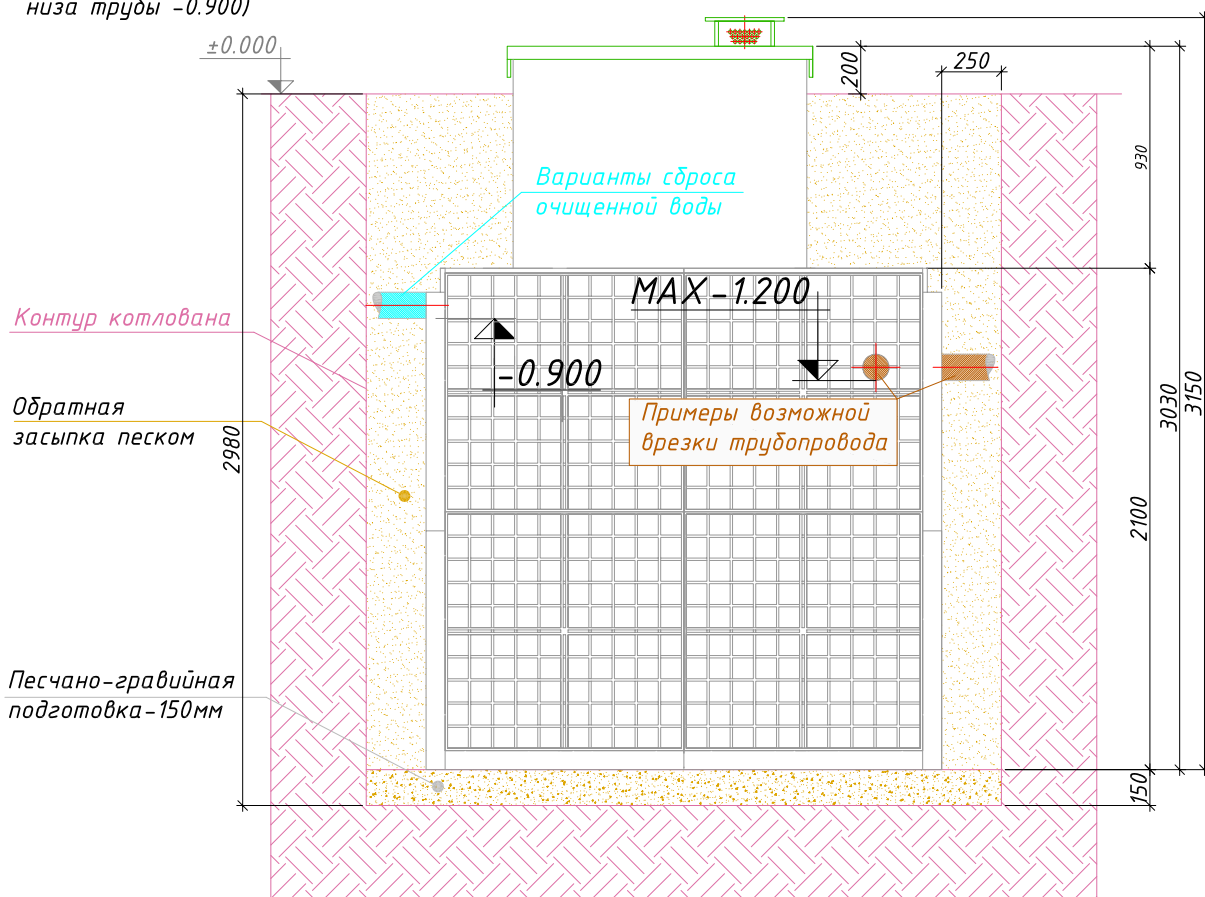 низа трубы -0.900)
±0.000
200
250
930
Варианты сброса
очищенной воды
MAX-1.200
Контур котлована
-0.900
Обратная
засыпка песком
Примеры возможной
врезки трубопровода
2980
3030
3150
2100
Песчано-гравийная
подготовка-150мм
150